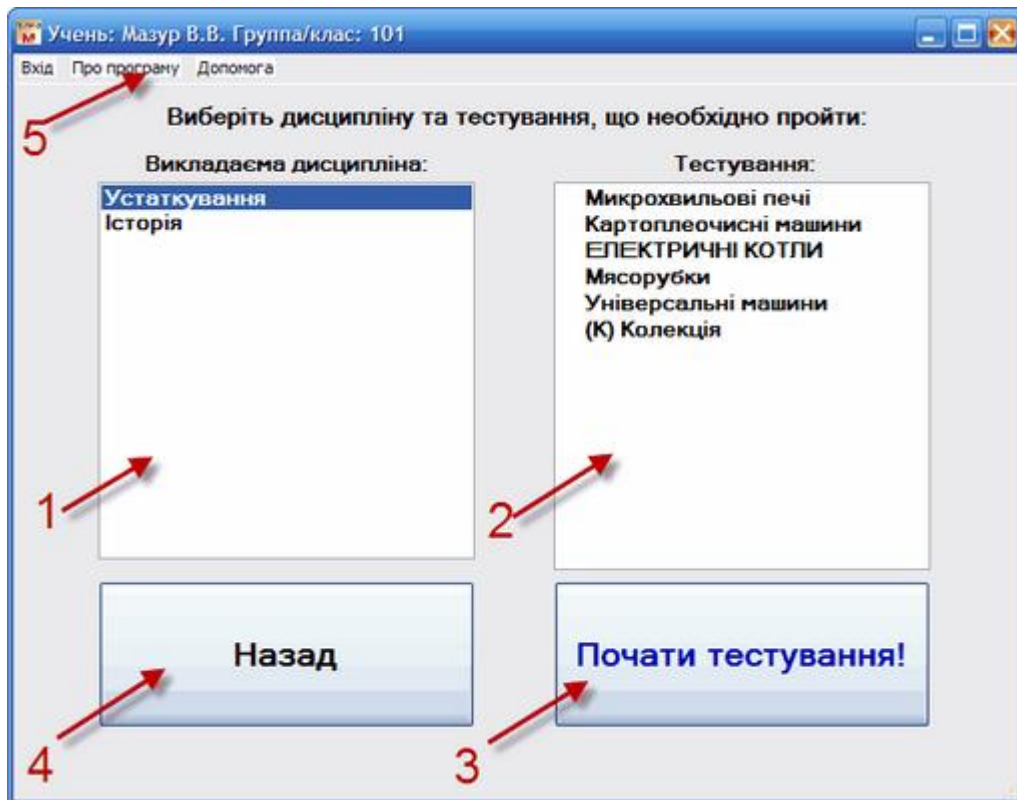 Учень: Мазур В.В. Группа/клас: 101
Вхід Про програму Допомога
5
Виберіть дисципліну та тестування, що необхідно пройти:
Викладаєма дисципліна:
Устаткування
Історія
1
Тестування:
Микрохвильові печі
Картоплеочисні машини
ЕЛЕКТРИЧНІ КОТЛИ
Мясорубки
Універсальні машини
(К) Колекція
2
Назад
4
Почати тестування!
3